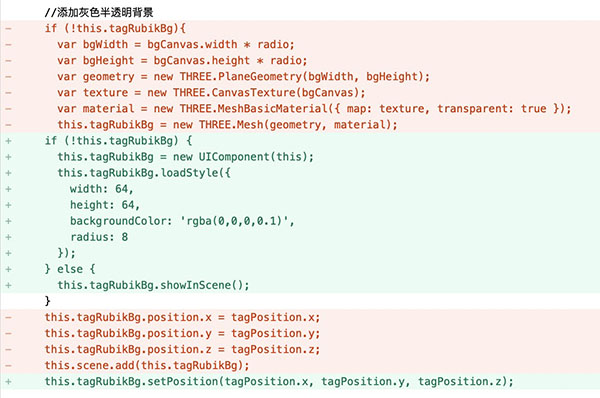 //添加灰色半透明背景
- if (!this.tagRubikBg){
- var bgWidth = bgCanvas.width * radio;
- var bgHeight = bgCanvas.height * radio;
- var geometry = new THREE.PlaneGeometry(bgWidth, bgHeight);
- var texture = new THREE.CanvasTexture(bgCanvas);
- var material = new THREE.MeshBasicMaterial({ map: texture, transparent: true });
- this.tagRubikBg = new THREE.Mesh(geometry, material);
+ if (!this.tagRubikBg) {
+ this.tagRubikBg = new UIComponent(this);
+ this.tagRubikBg.loadStyle({
+ width: 64,
+ height: 64,
+ backgroundColor: 'rgba(0,0,0,0.1)',
+ radius: 8
+ });
+ } else {
+ this.tagRubikBg.showInScene();
}
- this.tagRubikBg.position.x = tagPosition.x;
- this.tagRubikBg.position.y = tagPosition.y;
- this.tagRubikBg.position.z = tagPosition.z;
- this.scene.add(this.tagRubikBg);
+ this.tagRubikBg.setPosition(tagPosition.x, tagPosition.y, tagPosition.z);